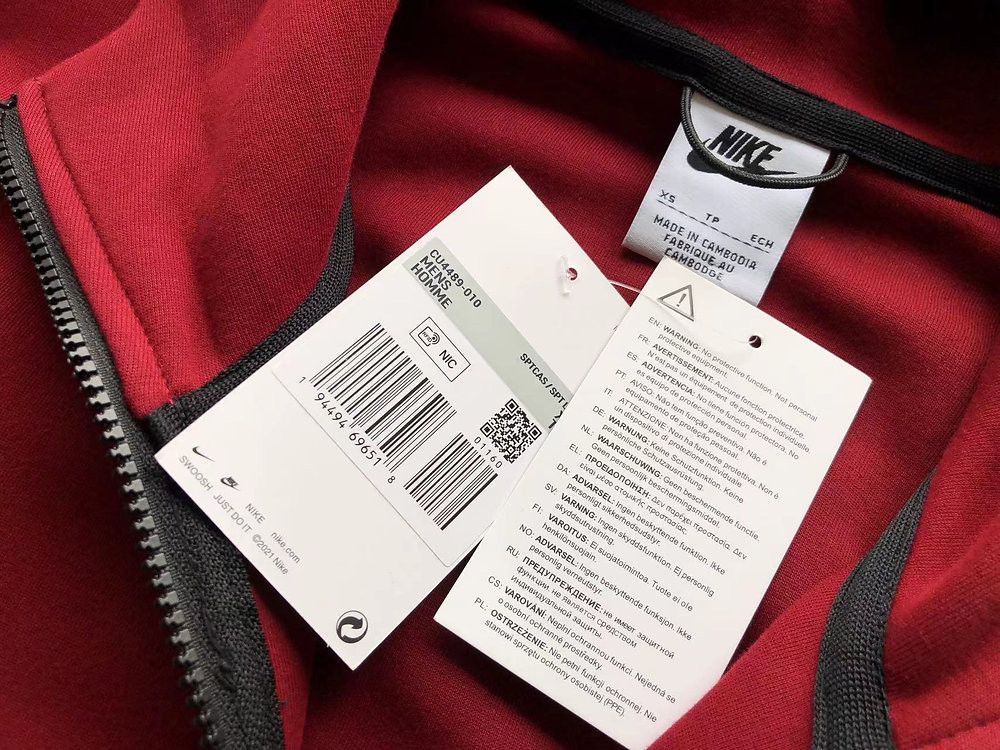 NIKE
XS
TP
ECH
MADE IN CAMBODIA
FABRIQUE AU
CAMBODGE
CU4489-010
MENS
HOMME
SPTCAS / SPT
NIC
1 94494 69651 8
01160
NIKE nike.com
SWOOSH JUST DO IT ©2021 Nike
EN: WARNING: No protective function. Not personal
protective equipment.
FR: AVERTISSEMENT: Aucune fonction protectrice.
N'est pas un équipement de protection individuelle.
ES: ADVERTENCIA: No tiene función protectora. No
es equipo de protección personal.
PT: AVISO: Não tem função preventiva. Não é
equipamento de proteção pessoal.
IT: ATTENZIONE: Non ha funzione protettiva. Non è
un dispositivo di protezione individuale
DE: WARNUNG: Keine Schutzfunktion. Keine
persönliche Schutzausrüstung.
NL: WAARSCHUWING: Geen beschermende functie.
Geen persoonlijk beschermingsmiddel.
EL: ΠΡΟΕΙΔΟΠΟΙΗΣΗ: Δεν παρέχει προστασία. Δεν
είναι μέσο ατομικής προστασίας.
DA: ADVARSEL: Ingen beskyttende funktion. Ikke
personligt sikkerhedsudstyr.
SV: VARNING: Ingen skyddsfunktion. Ej personlig
skyddsutrustning.
FI: VAROITUS: Ei suojatoimintoa. Tuote ei ole
henkilönsuojain.
NO: ADVARSEL: Ingen beskyttende funksjon. ikke
personlig verneutstyr.
RU: ПРЕДУПРЕЖДЕНИЕ: не имеет защитной
функции, не является средством
индивидуальной защиты.
CS: VAROVÁNÍ: Neplní ochrannou funkci. Nejedná se
o osobní ochranné prostředky.
PL: OSTRZEŻENIE: Nie pełni funkcji ochronnej. Nie
stanowi sprzętu ochrony osobistej (PPE).